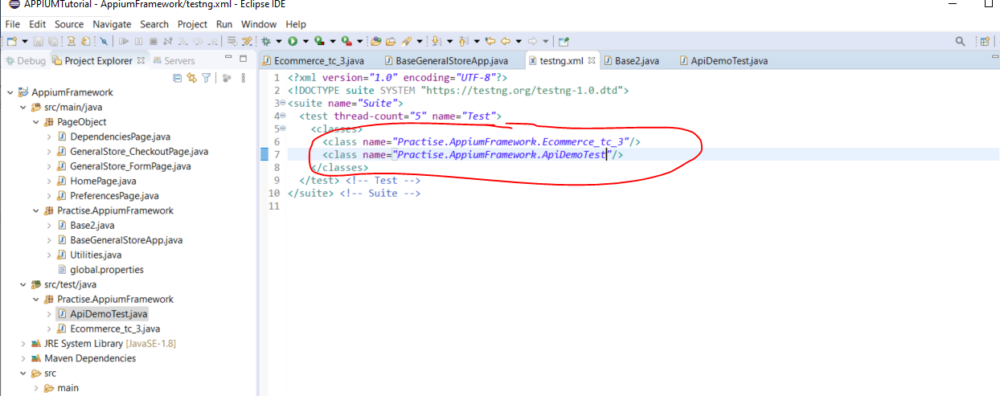 APPIUMTutorial - AppiumFramework/testng.xml - Eclipse IDE
File Edit Source Navigate Search Project Run Window Help
Debug Project Explorer Servers
AppiumFramework
src/main/java
PageObject
DependenciesPage.java
GeneralStore_CheckoutPage.java
GeneralStore_FormPage.java
HomePage.java
PreferencesPage.java
Practise.AppiumFramework
Base2.java
BaseGeneralStoreApp.java
Utilities.java
global.properties
src/test/java
Practise.AppiumFramework
ApiDemoTest.java
Ecommerce_tc_3.java
JRE System Library [JavaSE-1.8]
Maven Dependencies
src
main
Ecommerce_tc_3.java BaseGeneralStoreApp.java testng.xml Base2.java ApiDemoTest.java
1 <?xml version="1.0" encoding="UTF-8"?>
2 <!DOCTYPE suite SYSTEM "https://testng.org/testng-1.0.dtd">
3 <suite name="Suite">
4 <test thread-count="5" name="Test">
5 <classes>
6 <class name="Practise.AppiumFramework.Ecommerce_tc_3"/>
7 <class name="Practise.AppiumFramework.ApiDemoTest"/>
8 </classes>
9 </test> <!-- Test -->
10 </suite> <!-- Suite -->
11